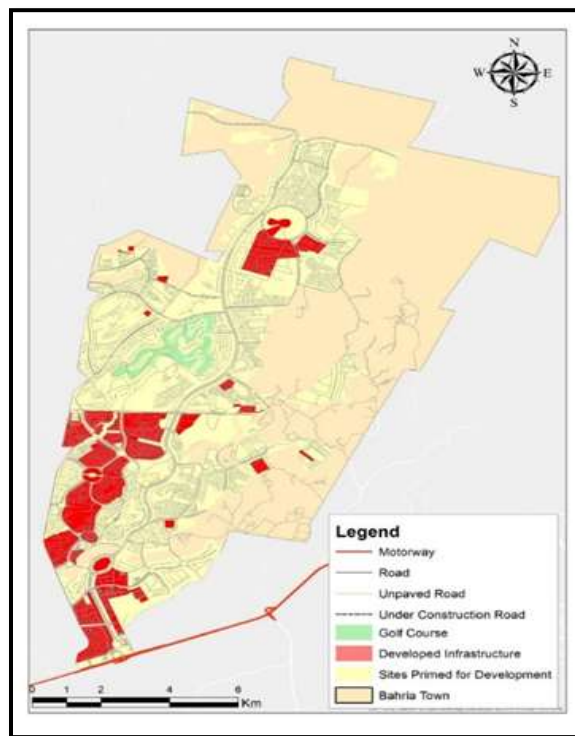 N
W E
S
Legend
Motorway
Road
Unpaved Road
Under Construction Road
Golf Course
Developed Infrastructure
Sites Primed for Development
Bahria Town
0 1 2 4 6
Km